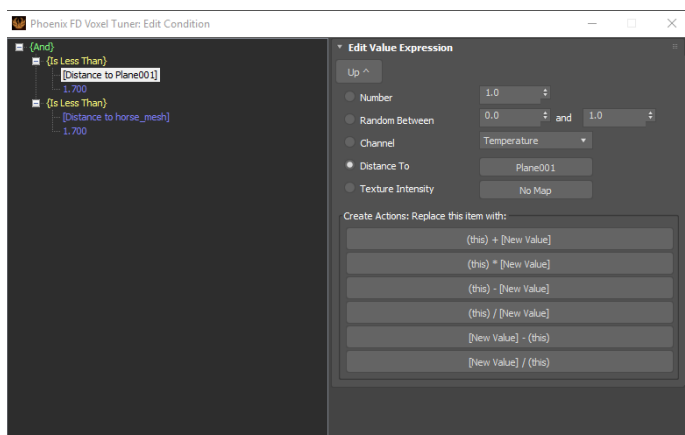 Phoenix FD Voxel Tuner: Edit Condition
{And}
{Is Less Than}
[Distance to Plane001]
1.700
{Is Less Than}
[Distance to horse_mesh]
1.700
Edit Value Expression
Up ^
Number 1.0
Random Between 0.0 and 1.0
Channel Temperature
Distance To Plane001
Texture Intensity No Map
Create Actions: Replace this item with:
(this) + [New Value]
(this) * [New Value]
(this) - [New Value]
(this) / [New Value]
[New Value] - (this)
[New Value] / (this)